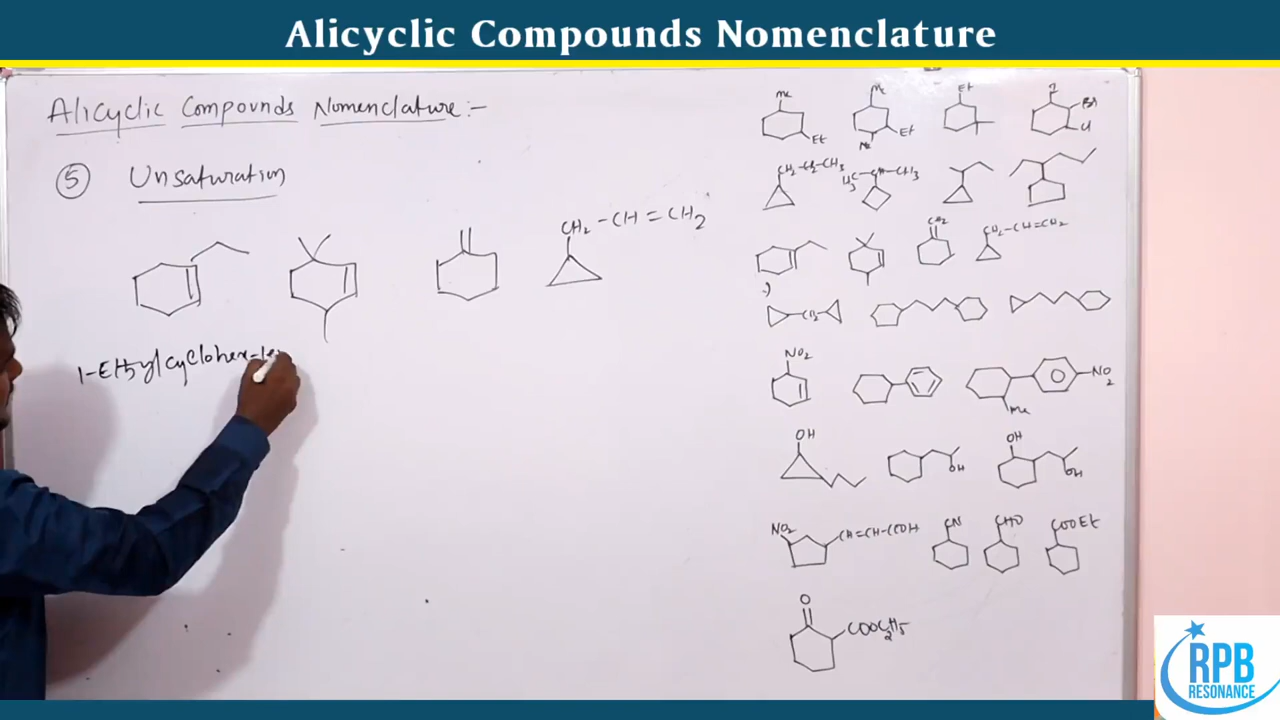 Alicyclic Compounds Nomenclature
Alicyclic Compounds Nomenclature :-
⑤ Unsaturation
CH₂-CH=CH₂
1-Ethylcyclohex-1e
Me Et
Me Et Me
Et
I Br Cl
CH₂-CH₂-CH₃
H₃C-CH-CH₃
CH₂
CH₂-CH=CH₂
-CH₂-
NO₂
Me NO₂
OH
OH
OH OH
NO₂ CH=CH-COOH
CN
CHO
COOEt
O COOC₂H₅
RPB
RESONANCE